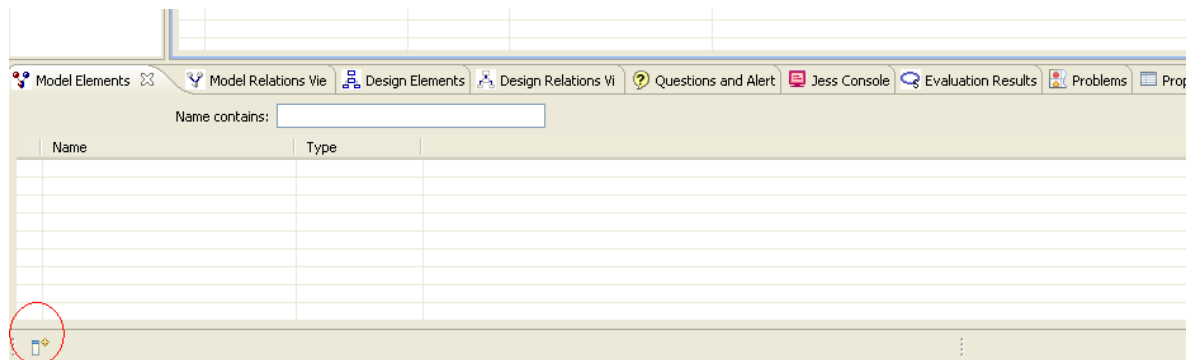 Model Elements Model Relations Vie Design Elements Design Relations Vi Questions and Alert Jess Console Evaluation Results Problems Prop
Name contains:
Name Type